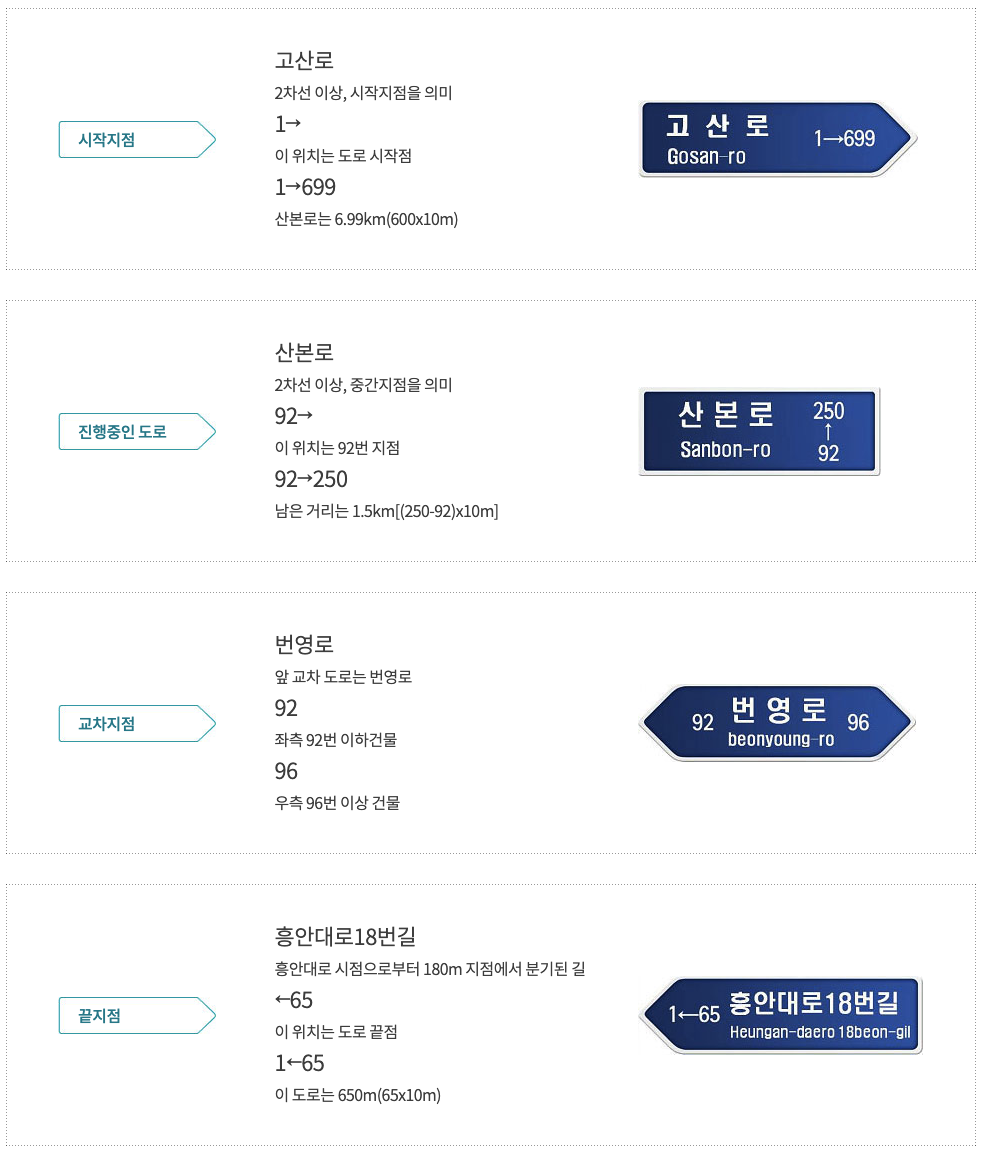 시작지점
고산로
2차선 이상, 시작지점을 의미
1→
이 위치는 도로 시작점
1→699
산본로는 6.99km(600x10m)
고 산 로
Gosan-ro
1→699
진행중인 도로
산본로
2차선 이상, 중간지점을 의미
92→
이 위치는 92번 지점
92→250
남은 거리는 1.5km[(250-92)x10m]
산 본 로
Sanbon-ro
250
↑
92
교차지점
번영로
앞 교차 도로는 번영로
92
좌측 92번 이하건물
96
우측 96번 이상 건물
92
번 영 로
beonyoung-ro
96
끝지점
흥안대로18번길
흥안대로 시점으로부터 180m 지점에서 분기된 길
←65
이 위치는 도로 끝점
1←65
이 도로는 650m(65x10m)
1←65
흥안대로18번길
Heungan-daero 18beon-gil